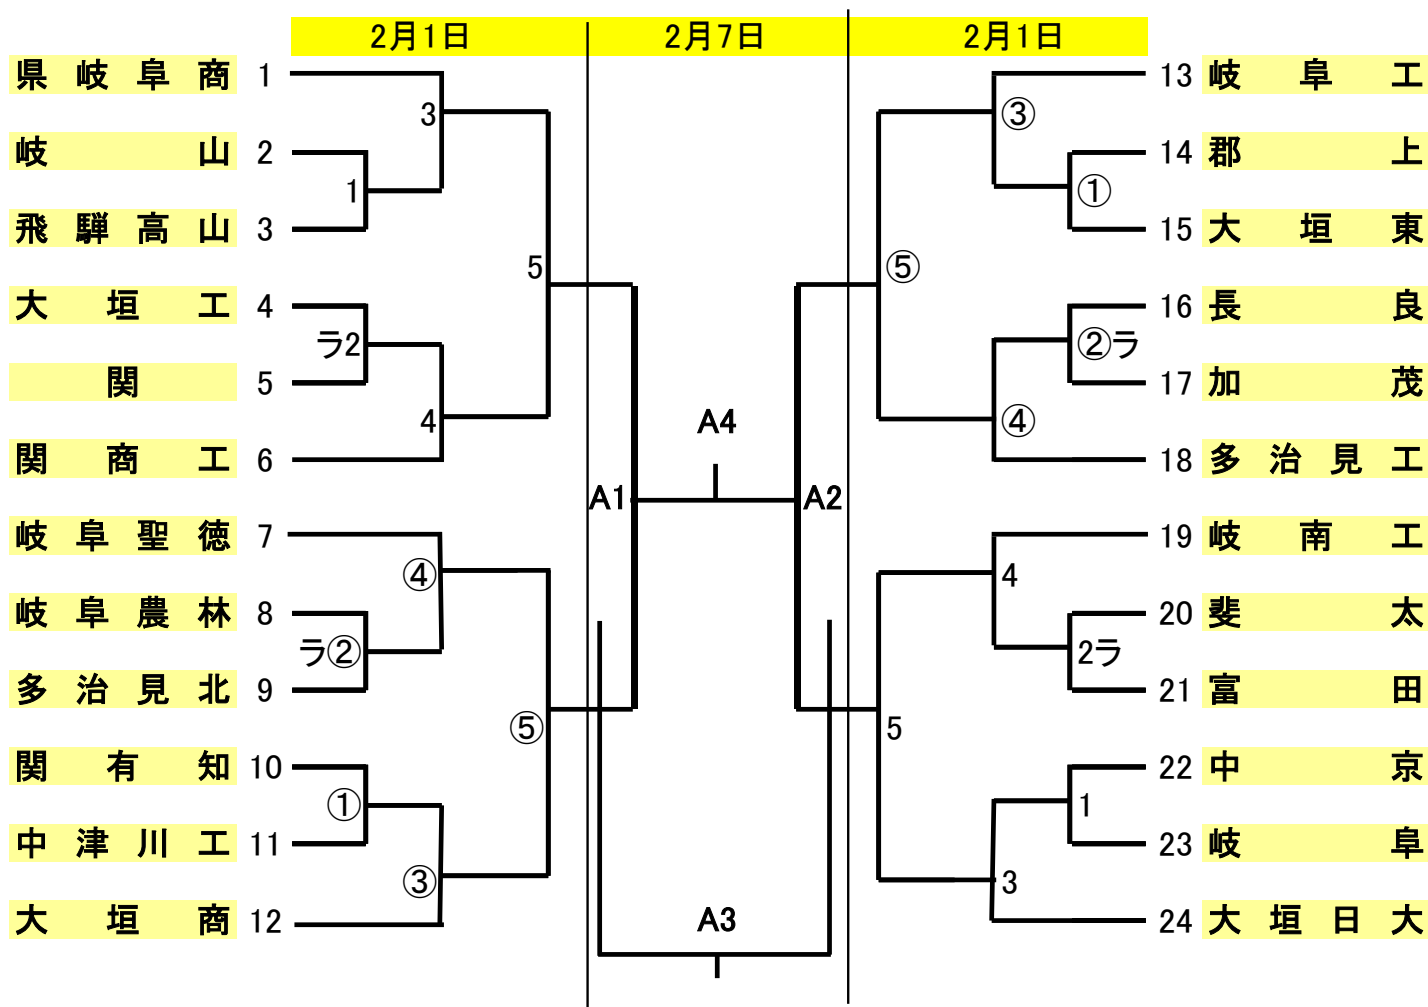 2月1日 2月7日 2月1日
県岐阜商 1
岐山 2
飛騨高山 3
大垣工 4
関 5
関商工 6
岐阜聖徳 7
岐阜農林 8
多治見北 9
関有知 10
中津川工 11
大垣商 12
3
1
5
ラ2
4
④
ラ②
⑤
①
③
A4
A1
A2
A3
③
①
⑤
②ラ
④
4
2ラ
5
1
3
13 岐阜工
14 郡上
15 大垣東
16 長良
17 加茂
18 多治見工
19 岐南工
20 斐太
21 富田
22 中京
23 岐阜
24 大垣日大